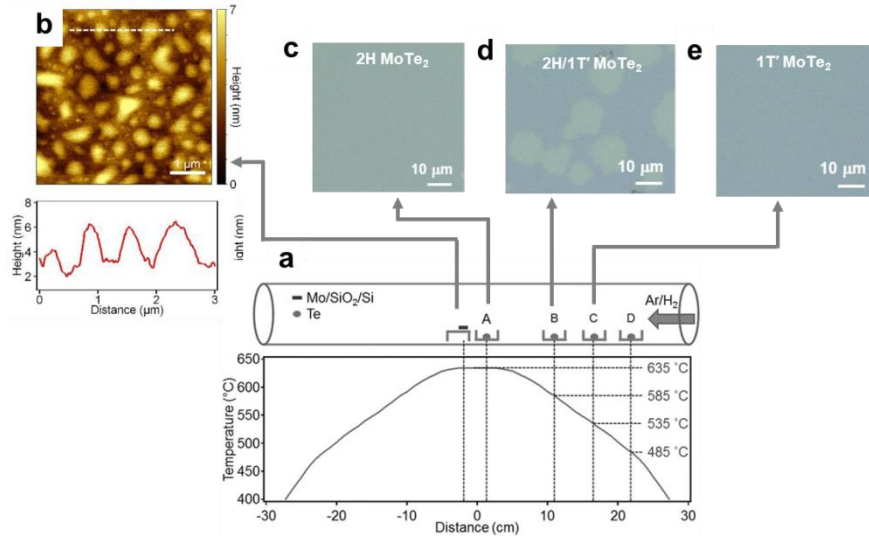 b
7
Height (nm)
0
1 µm
Height (nm)
8
6
4
2
0
1
2
3
Distance (µm)
(nm)
c
2H MoTe₂
10 µm
d
2H/1T′ MoTe₂
10 µm
e
1T′ MoTe₂
10 µm
a
Mo/SiO₂/Si
Te
A
B
C
D
Ar/H₂
Temperature (°C)
650
600
550
500
450
400
635 ˚C
585 ˚C
535 ˚C
485 ˚C
-30
-20
-10
0
10
20
30
Distance (cm)